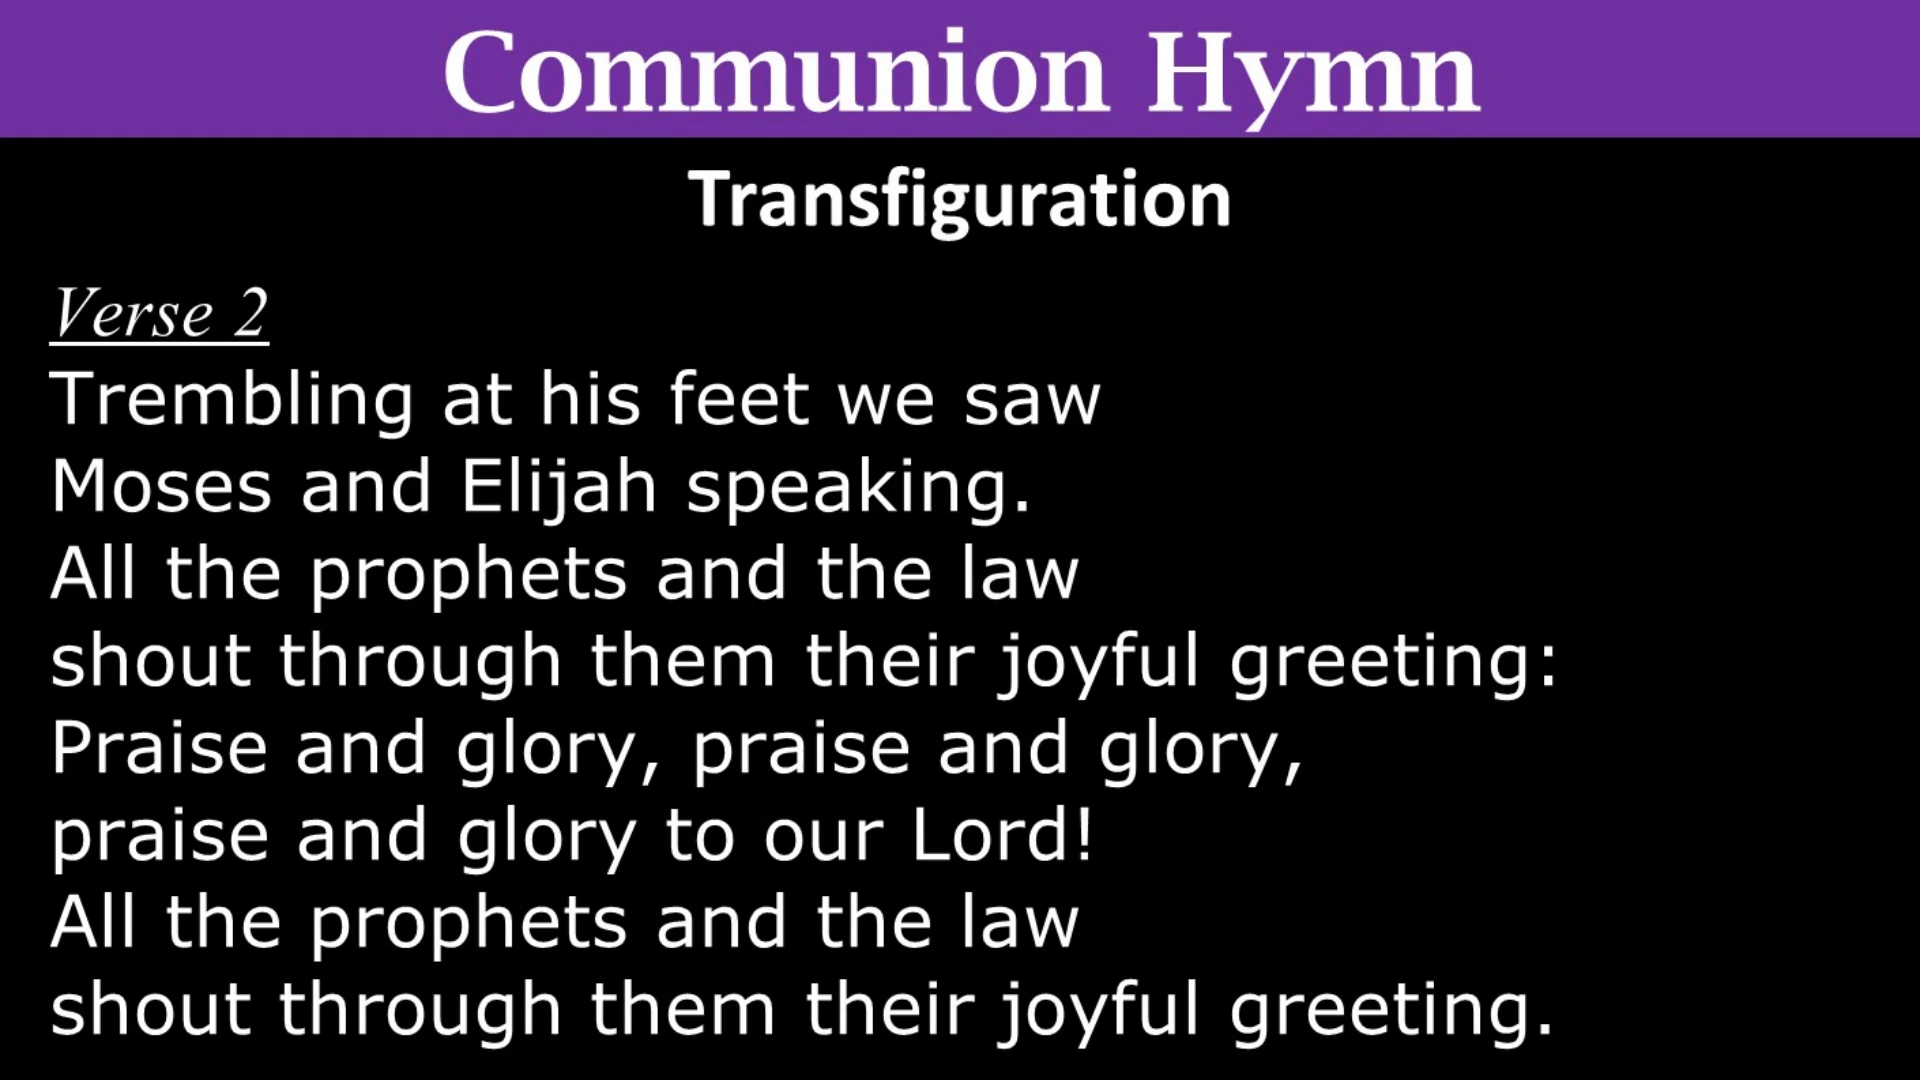 Communion Hymn
Transfiguration
Verse 2
Trembling at his feet we saw
Moses and Elijah speaking.
All the prophets and the law
shout through them their joyful greeting:
Praise and glory, praise and glory,
praise and glory to our Lord!
All the prophets and the law
shout through them their joyful greeting.